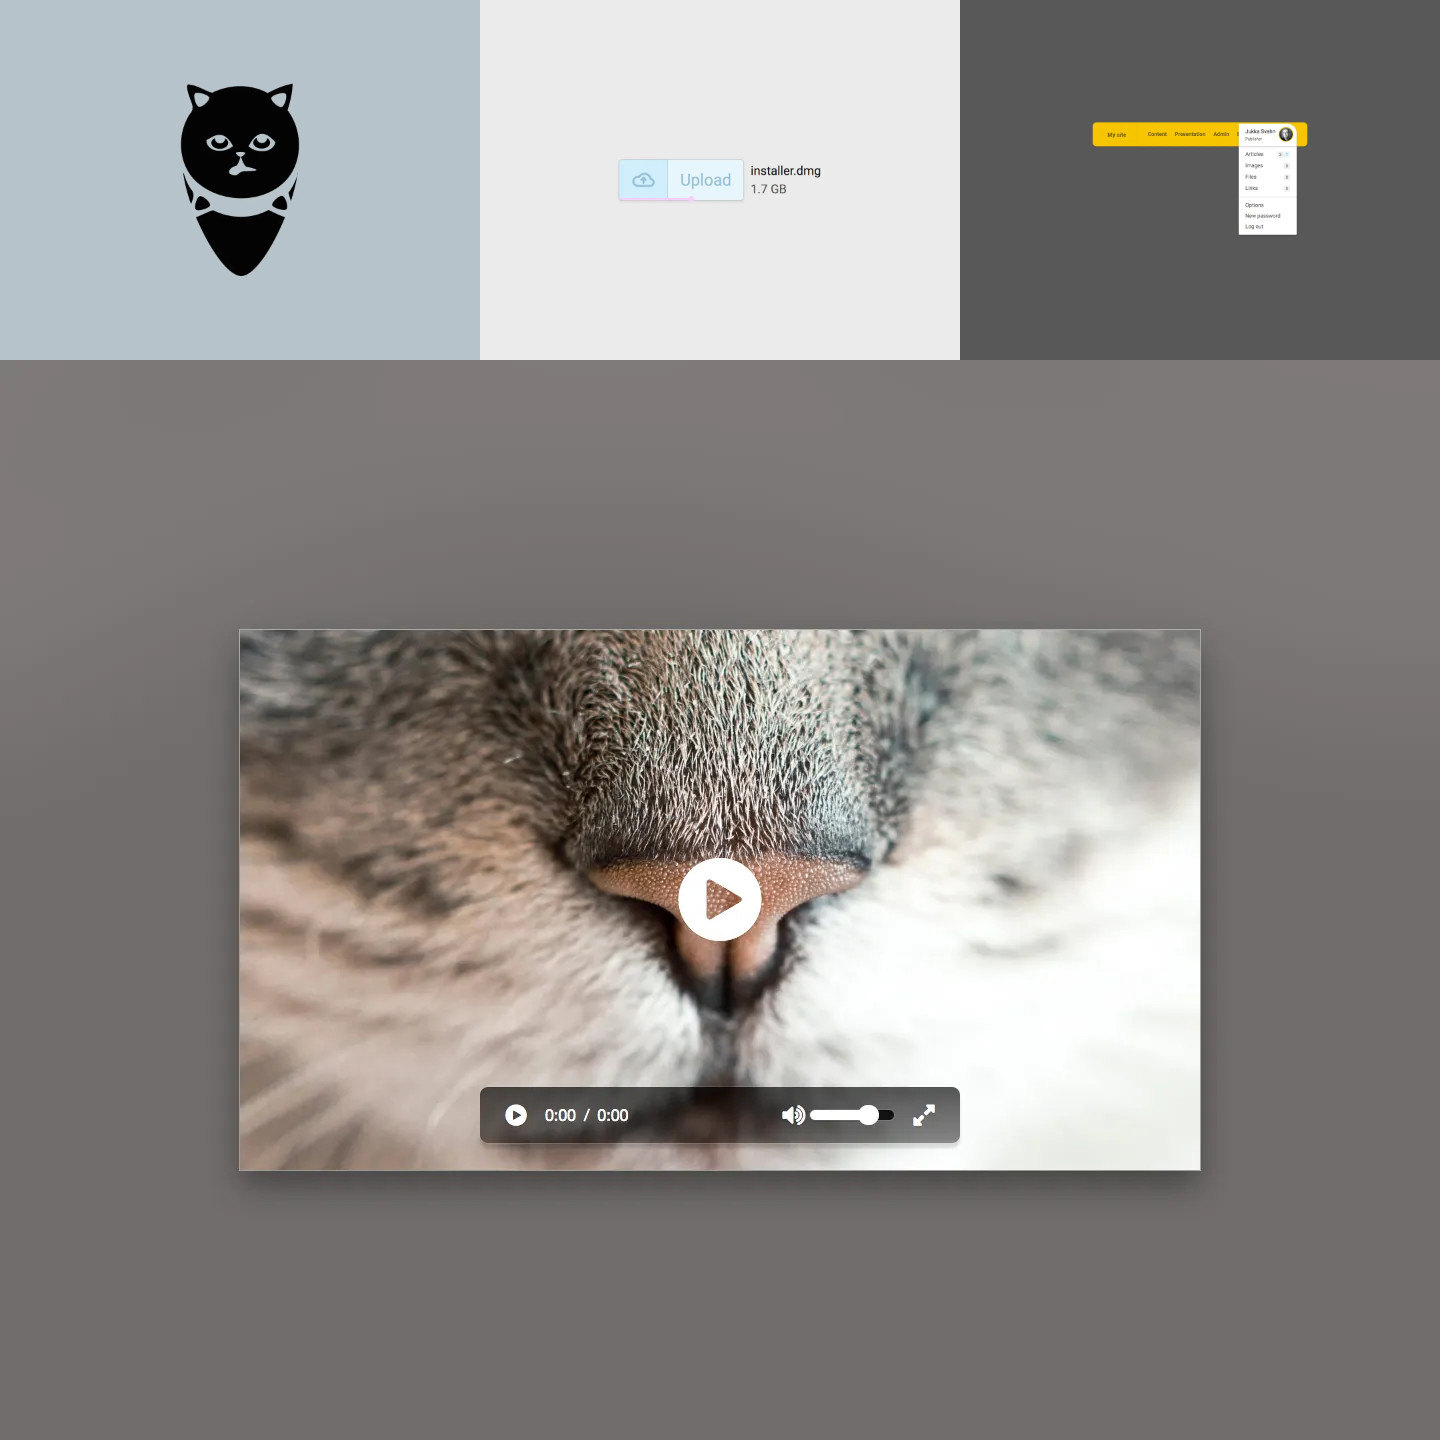 Upload
installer.dmg
1.7 GB
My site
Content
Presentation
Admin
Jukka Svahn
Publisher
Articles
Images
Files
Links
Options
New password
Log out
0:00 / 0:00